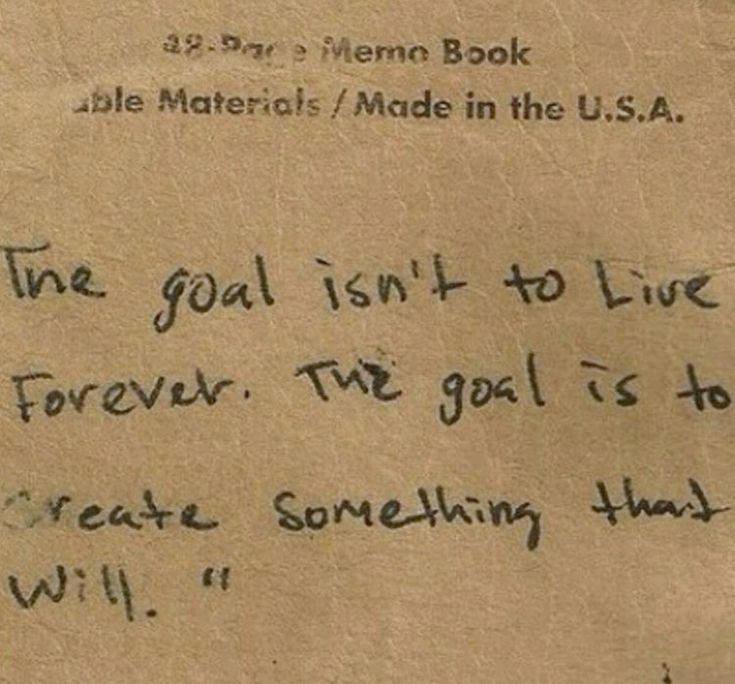 48-Page Memo Book
able Materials / Made in the U.S.A.
The goal isn't to Live
Forever. The goal is to
create something that
Will. "